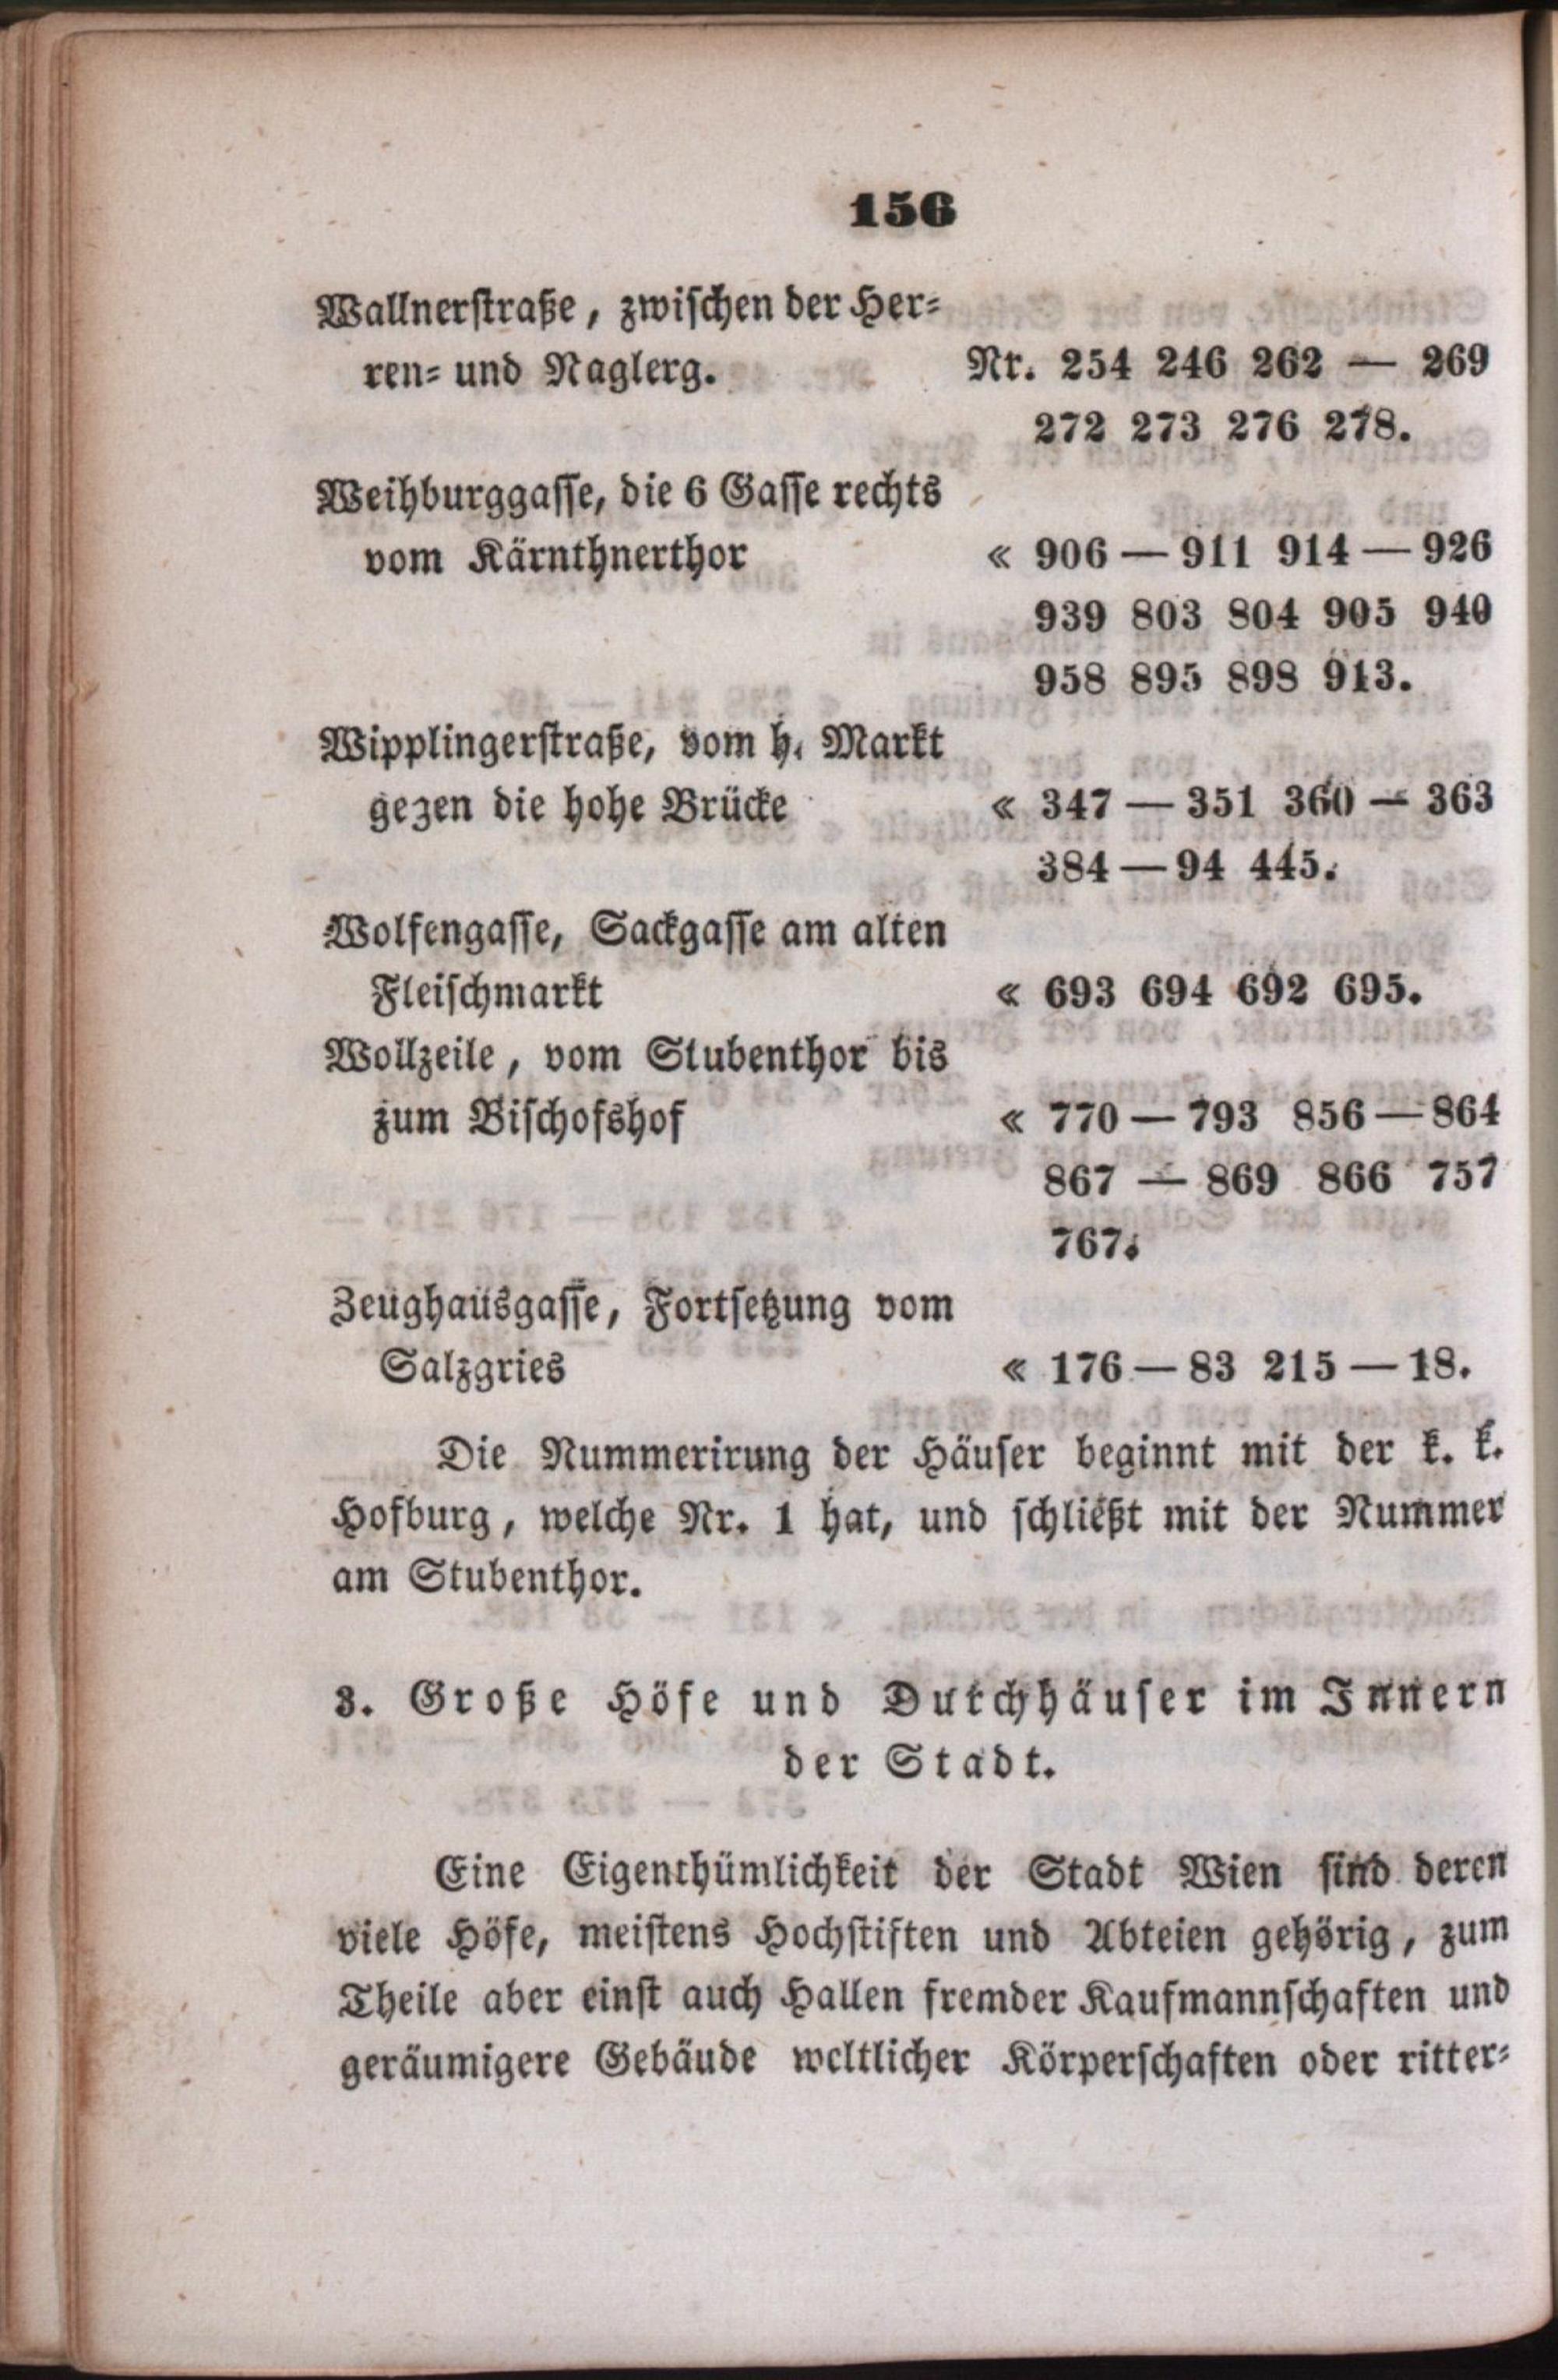 156
Wallnerstraße, zwischen der Her-
ren- und Naglerg. Nr. 254 246 262 — 269
272 273 276 278.
Weihburggasse, die 6 Gasse rechts
vom Kärnthnerthor « 906 — 911 914 — 926
939 803 804 905 940
958 895 898 913.
Wipplingerstraße, vom h. Markt
gegen die hohe Brücke « 347 — 351 360 — 363
384 — 94 445.
Wolfengasse, Sackgasse am alten
Fleischmarkt « 693 694 692 695.
Wollzeile, vom Stubenthor bis
zum Bischofshof « 770 — 793 856 — 864
867 — 869 866 757
767.
Zeughausgasse, Fortsetzung vom
Salzgries « 176 — 83 215 — 18.
Die Nummerirung der Häuser beginnt mit der k. k.
Hofburg, welche Nr. 1 hat, und schließt mit der Nummer
am Stubenthor.
3. Große Höfe und Durchhäuser im Innern
der Stadt.
Eine Eigenthümlichkeit der Stadt Wien sind deren
viele Höfe, meistens Hochstiften und Abteien gehörig, zum
Theile aber einst auch Hallen fremder Kaufmannschaften und
geräumigere Gebäude weltlicher Körperschaften oder ritter-